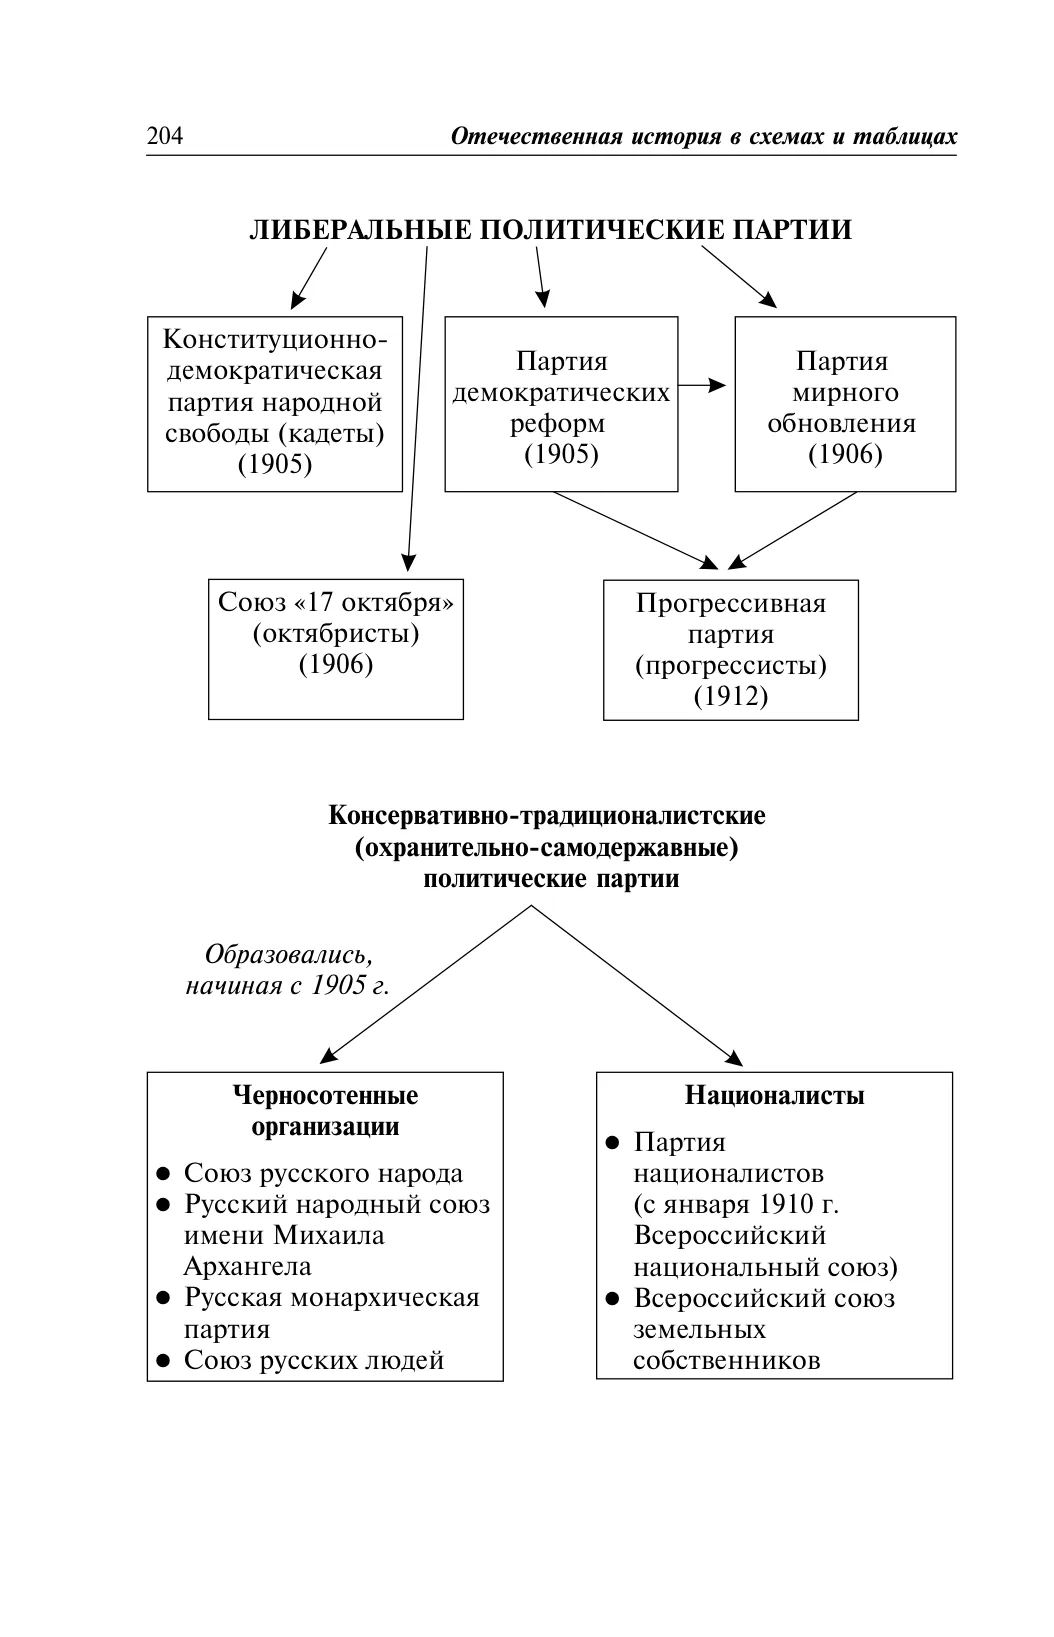 204
Отечественная история в схемах и таблицах
ЛИБЕРАЛЬНЫЕ ПОЛИТИЧЕСКИЕ ПАРТИИ
Конституционно-
демократическая
партия народной
свободы (кадеты)
(1905)
Партия
демократических
реформ
(1905)
Партия
мирного
обновления
(1906)
Союз «17 октября»
(октябристы)
(1906)
Прогрессивная
партия
(прогрессисты)
(1912)
Консервативно-традиционалистские
(охранительно-самодержавные)
политические партии
Образовались,
начиная с 1905 г.
Черносотенные
организации
● Союз русского народа
● Русский народный союз
имени Михаила
Архангела
● Русская монархическая
партия
● Союз русских людей
Националисты
● Партия
националистов
(с января 1910 г.
Всероссийский
национальный союз)
● Всероссийский союз
земельных
собственников